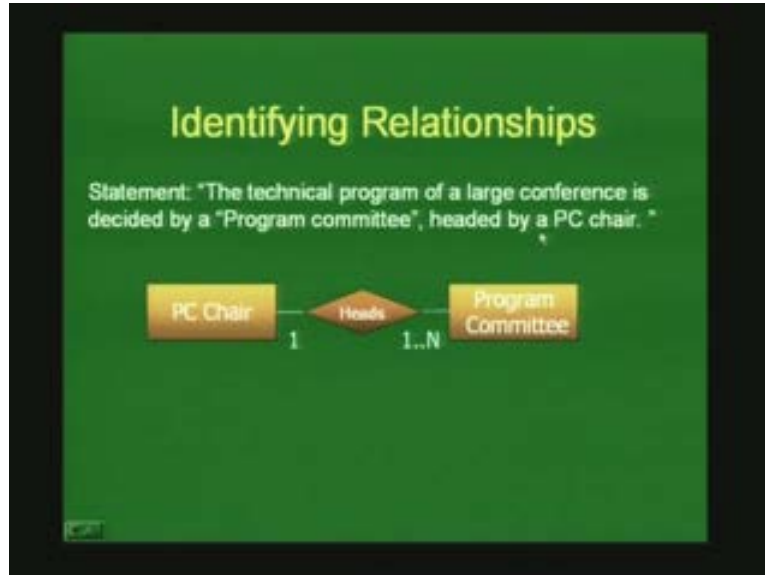 Identifying Relationships
Statement: "The technical program of a large conference is
decided by a "Program committee", headed by a PC chair. "
PC Chair
Heads
Program
Committee
1
1..N